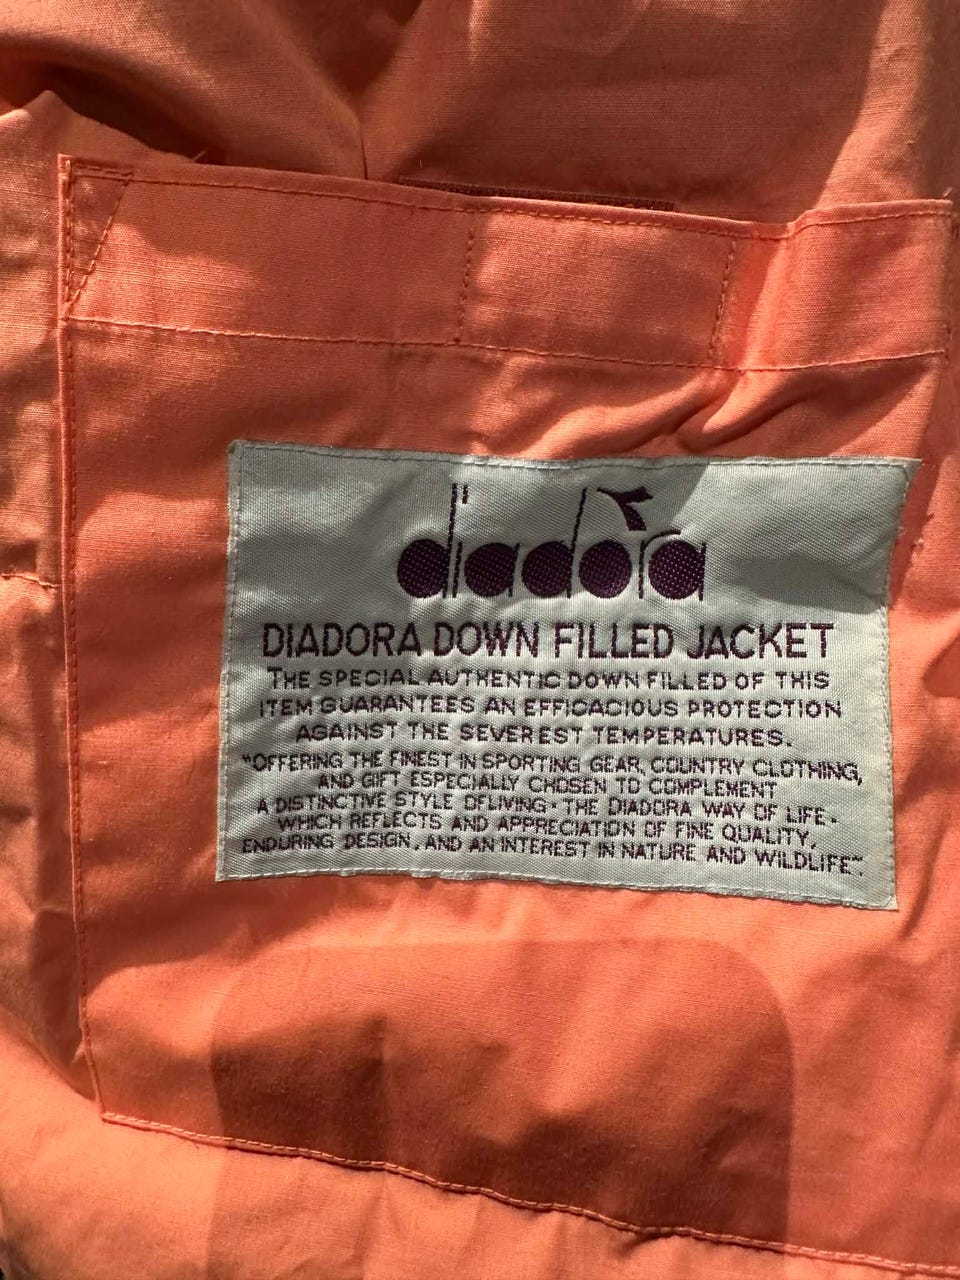 diadora
DIADORA DOWN FILLED JACKET
THE SPECIAL AUTHENTIC DOWN FILLED OF THIS
ITEM GUARANTEES AN EFFICACIOUS PROTECTION
AGAINST THE SEVEREST TEMPERATURES.
"OFFERING THE FINEST IN SPORTING GEAR, COUNTRY CLOTHING,
AND GIFT ESPECIALLY CHOSEN TO COMPLEMENT
A DISTINCTIVE STYLE OFLIVING • THE DIADORA WAY OF LIFE •
WHICH REFLECTS AND APPRECIATION OF FINE QUALITY,
ENDURING DESIGN, AND AN INTEREST IN NATURE AND WILDLIFE".